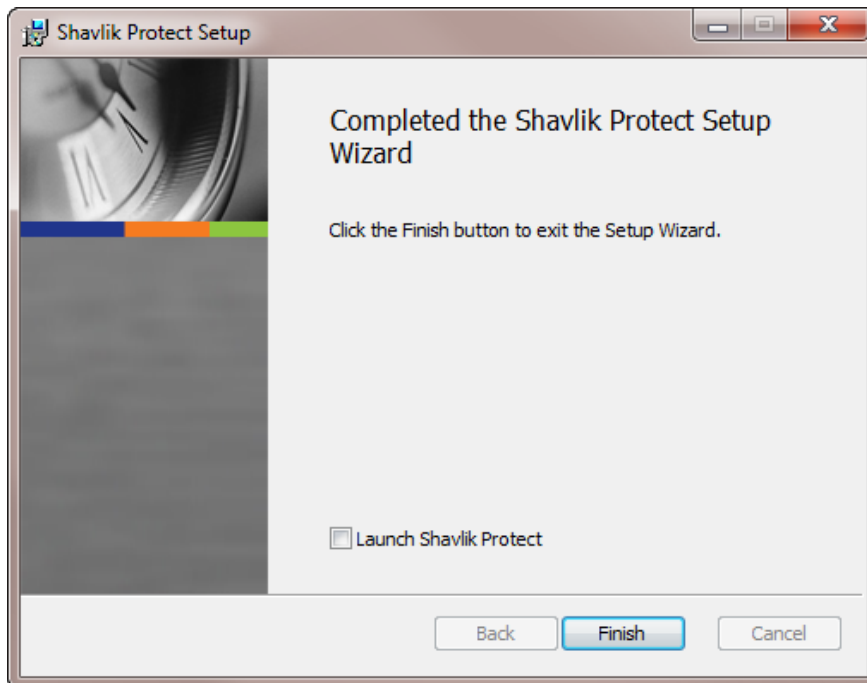 Shavlik Protect Setup
Completed the Shavlik Protect Setup
Wizard
Click the Finish button to exit the Setup Wizard.
Launch Shavlik Protect
Back Finish Cancel